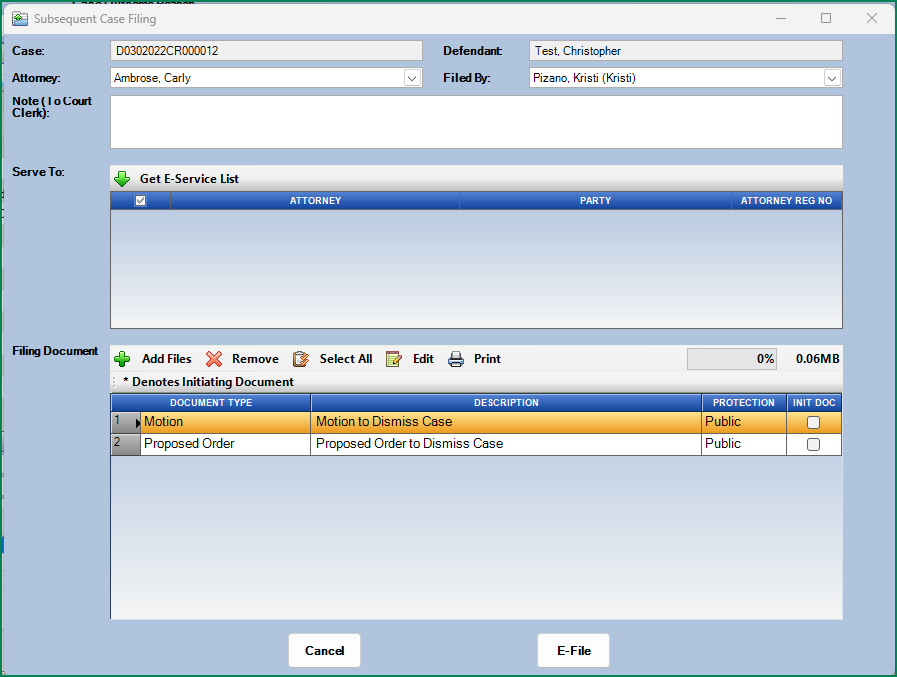 Subsequent Case Filing
Case: D0302022CR000012 Defendant: Test, Christopher
Attorney: Ambrose, Carly Filed By: Pizano, Kristi (Kristi)
Note (To Court
Clerk):
Serve To: Get E-Service List
ATTORNEY PARTY ATTORNEY REG NO
Filing Document Add Files Remove Select All Edit Print 0% 0.06MB
* Denotes Initiating Document
DOCUMENT TYPE DESCRIPTION PROTECTION INIT DOC
1 Motion Motion to Dismiss Case Public
2 Proposed Order Proposed Order to Dismiss Case Public
Cancel E-File